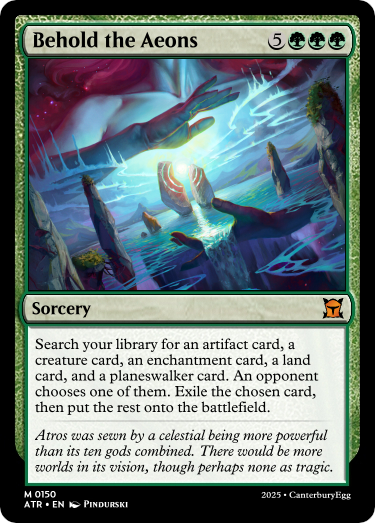 Behold the Aeons 5
Sorcery
Search your library for an artifact card, a
creature card, an enchantment card, a land
card, and a planeswalker card. An opponent
chooses one of them. Exile the chosen card,
then put the rest onto the battlefield.
Atros was sewn by a celestial being more powerful
than its ten gods combined. There would be more
worlds in its vision, though perhaps none as tragic.
M 0150
ATR • EN Pindurski
2025 • CanterburyEgg